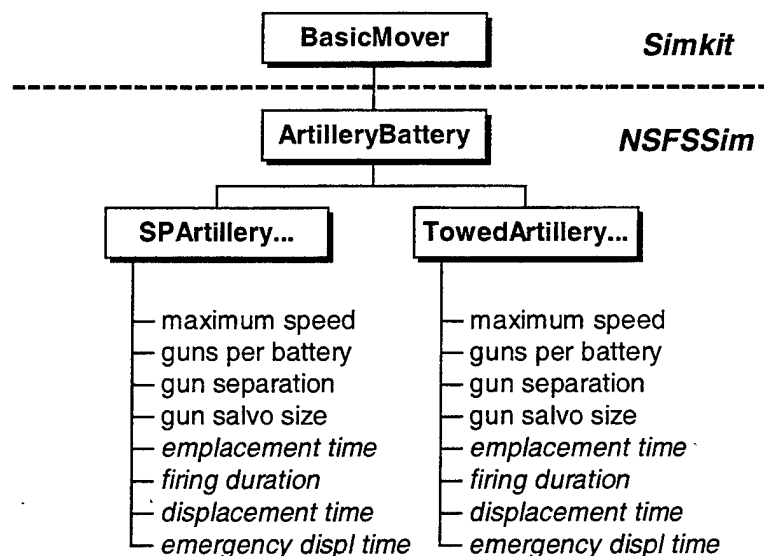 BasicMover
Simkit
ArtilleryBattery
NSFSSim
SPArtillery...
TowedArtillery...
maximum speed
guns per battery
gun separation
gun salvo size
emplacement time
firing duration
displacement time
emergency displ time
maximum speed
guns per battery
gun separation
gun salvo size
emplacement time
firing duration
displacement time
emergency displ time